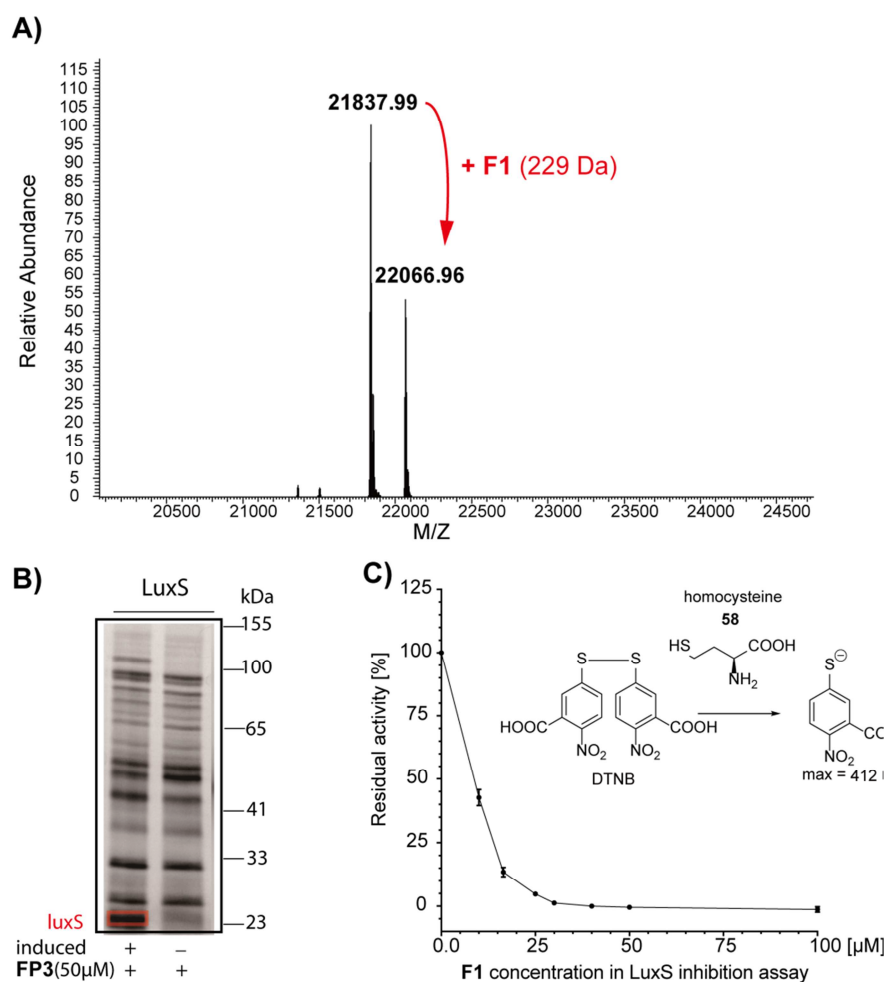 A)
115
110
105
100
95
90
85
80
75
70
65
60
55
50
45
40
35
30
25
20
15
10
5
0
Relative Abundance
21837.99
+ F1 (229 Da)
22066.96
20500 21000 21500 22000 22500 23000 23500 24000 24500
M/Z
B)
LuxS
kDa
155
100
65
41
33
23
luxS
induced + –
FP3(50µM) + +
C)
125
100
75
50
25
0
Residual activity [%]
homocysteine
58
HS COOH
NH2
S S
HOOC COOH
NO2 NO2
DTNB
S ⊖
CO
NO2
max = 412
0.0 25 50 75 100 [µM]
F1 concentration in LuxS inhibition assay